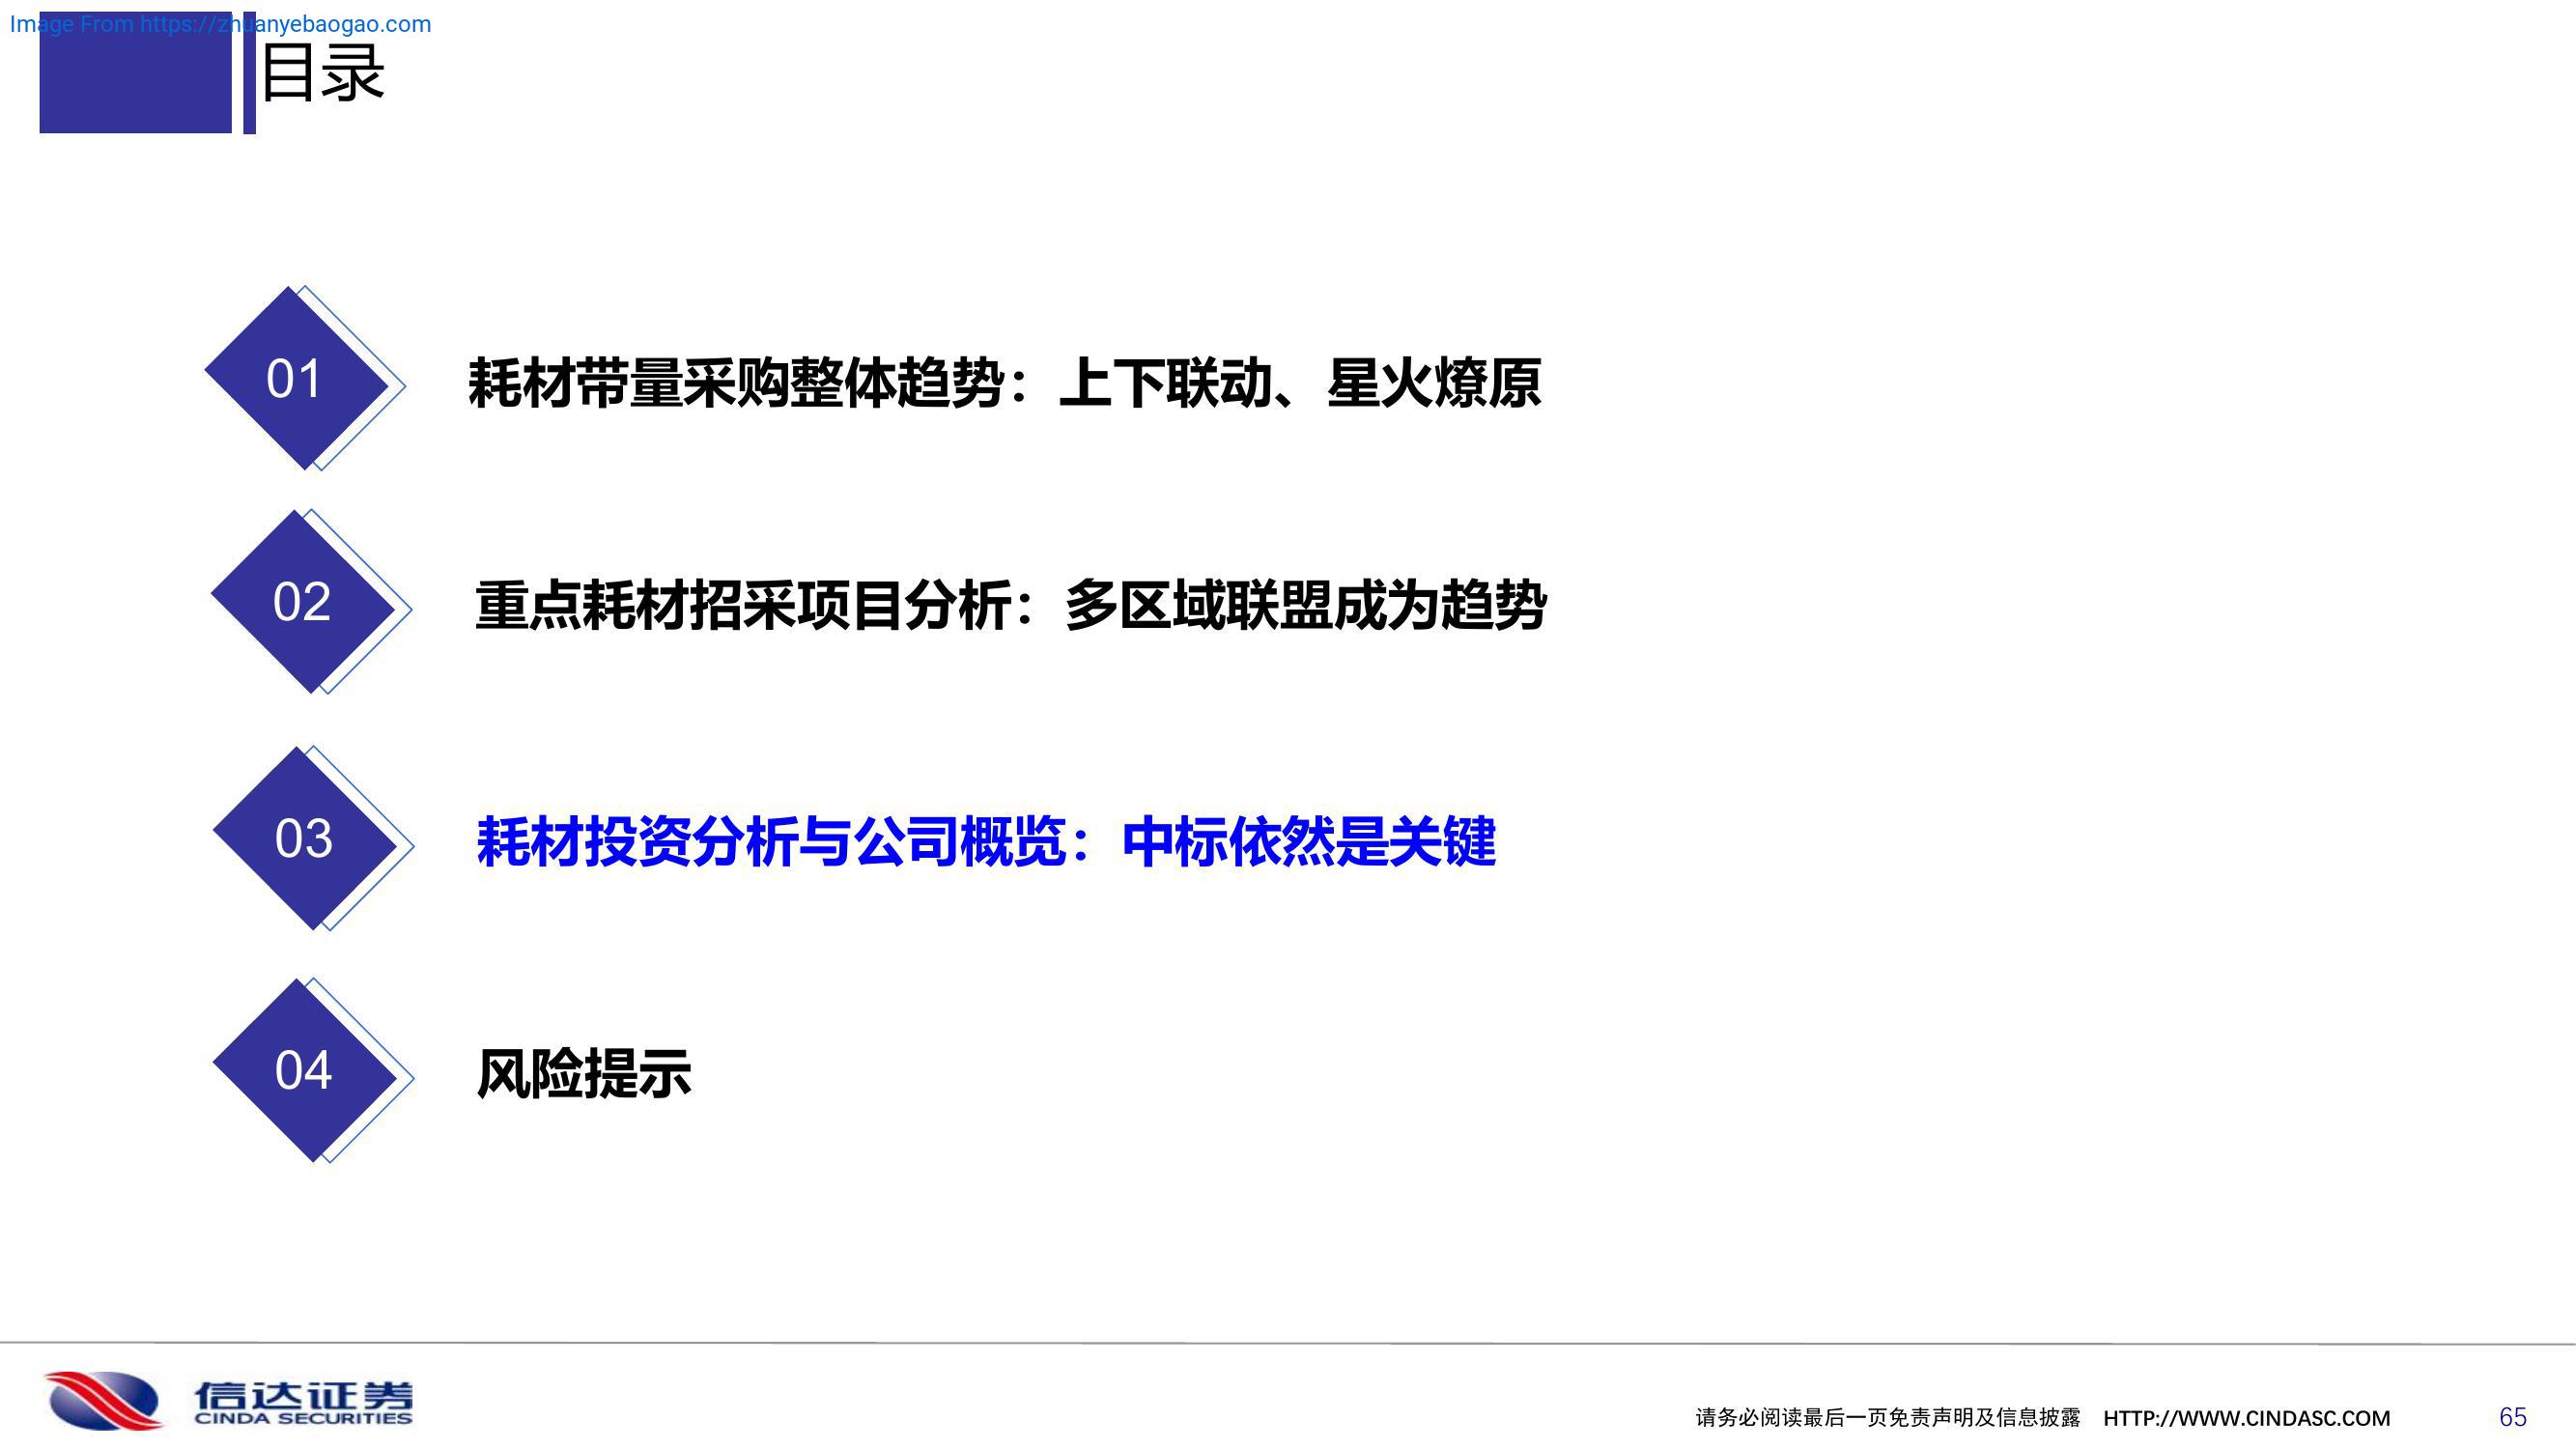 Image From https://zhuanyebaogao.com
目录
01
耗材带量采购整体趋势：上下联动、星火燎原
02
重点耗材招采项目分析：多区域联盟成为趋势
03
耗材投资分析与公司概览：中标依然是关键
04
风险提示
信达证券
CINDA SECURITIES
请务必阅读最后一页免责声明及信息披露 HTTP://WWW.CINDASC.COM 65